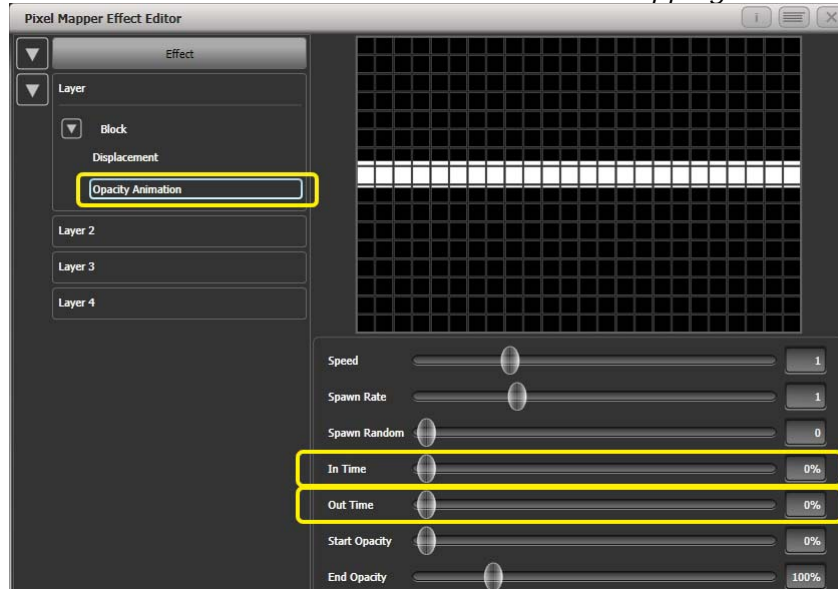 Pixel Mapper Effect Editor
Effect
Layer
Block
Displacement
Opacity Animation
Layer 2
Layer 3
Layer 4
Speed 1
Spawn Rate 1
Spawn Random 0
In Time 0%
Out Time 0%
Start Opacity 0%
End Opacity 100%